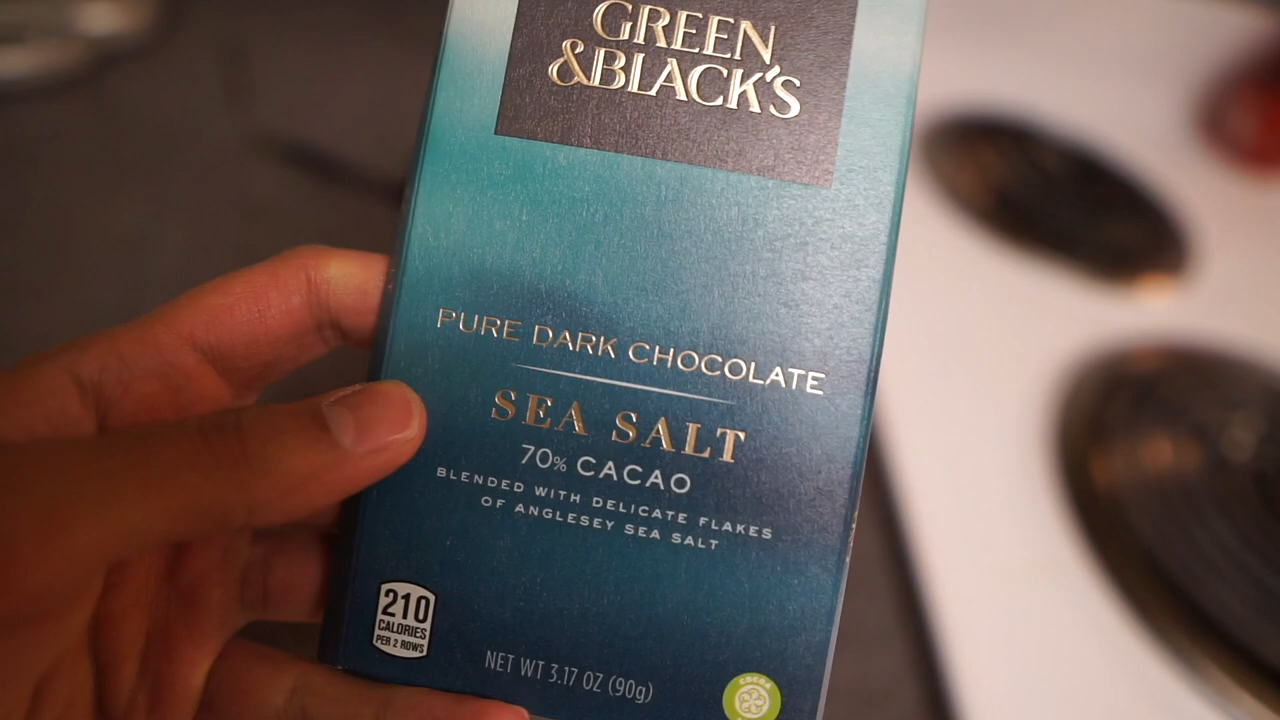 GREEN
&BLACK'S
PURE DARK CHOCOLATE
SEA SALT
70% CACAO
BLENDED WITH DELICATE FLAKES
OF ANGLESEY SEA SALT
210
CALORIES
PER 2 ROWS
NET WT 3.17 OZ (90g)
cocoa